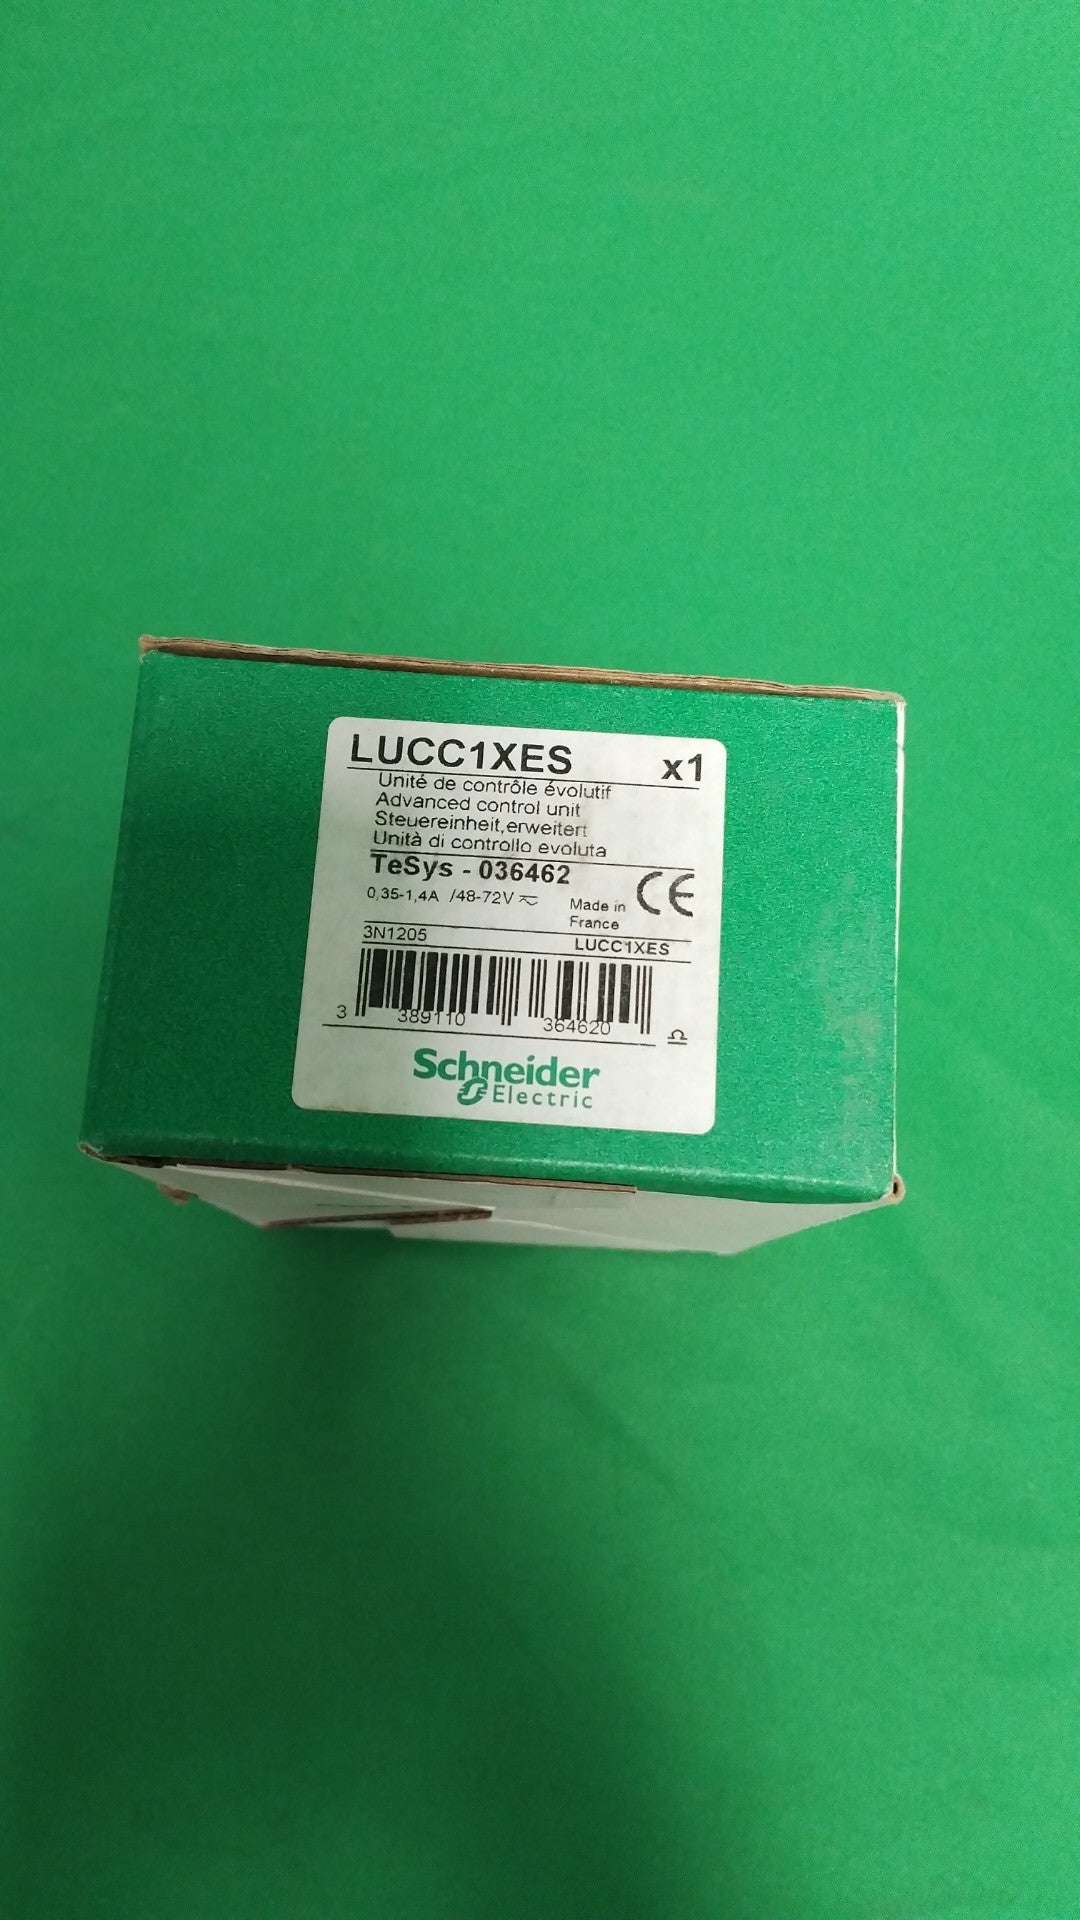 LUCC1XES x1
Unité de contrôle évolutif
Advanced control unit
Steuereinheit,erweitert
Unità di controllo evoluta
TeSys - 036462
0,35-1,4A /48-72V
Made in
France
CE
3N1205 LUCC1XES
3 389110 364620
Schneider
Electric